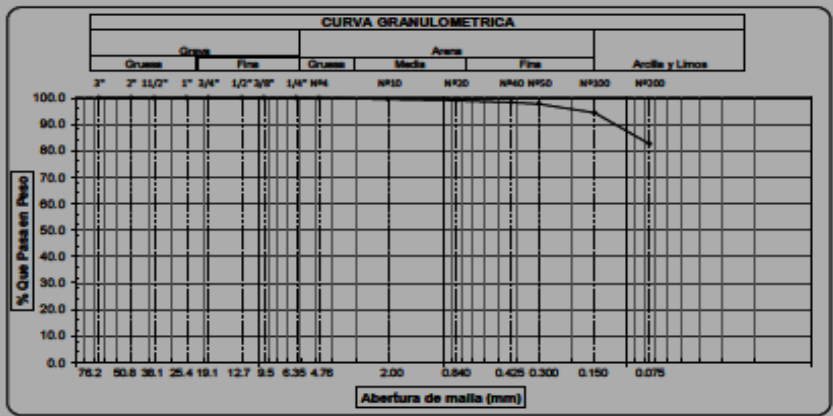 CURVA GRANULOMETRICA
Grava Arena
Gruesa Fina Gruesa Media Fina Arcilla y Limos
3" 2" 11/2" 1" 3/4" 1/2" 3/8" 1/4" Nº4 Nº10 Nº20 Nº40 Nº50 Nº100 Nº200
100.0
90.0
80.0
70.0
60.0
50.0
40.0
30.0
20.0
10.0
0.0
% Que Pasa en Peso
76.2 50.8 38.1 25.4 19.1 12.7 9.5 6.35 4.76 2.00 0.840 0.425 0.300 0.150 0.075
Abertura de malla (mm)